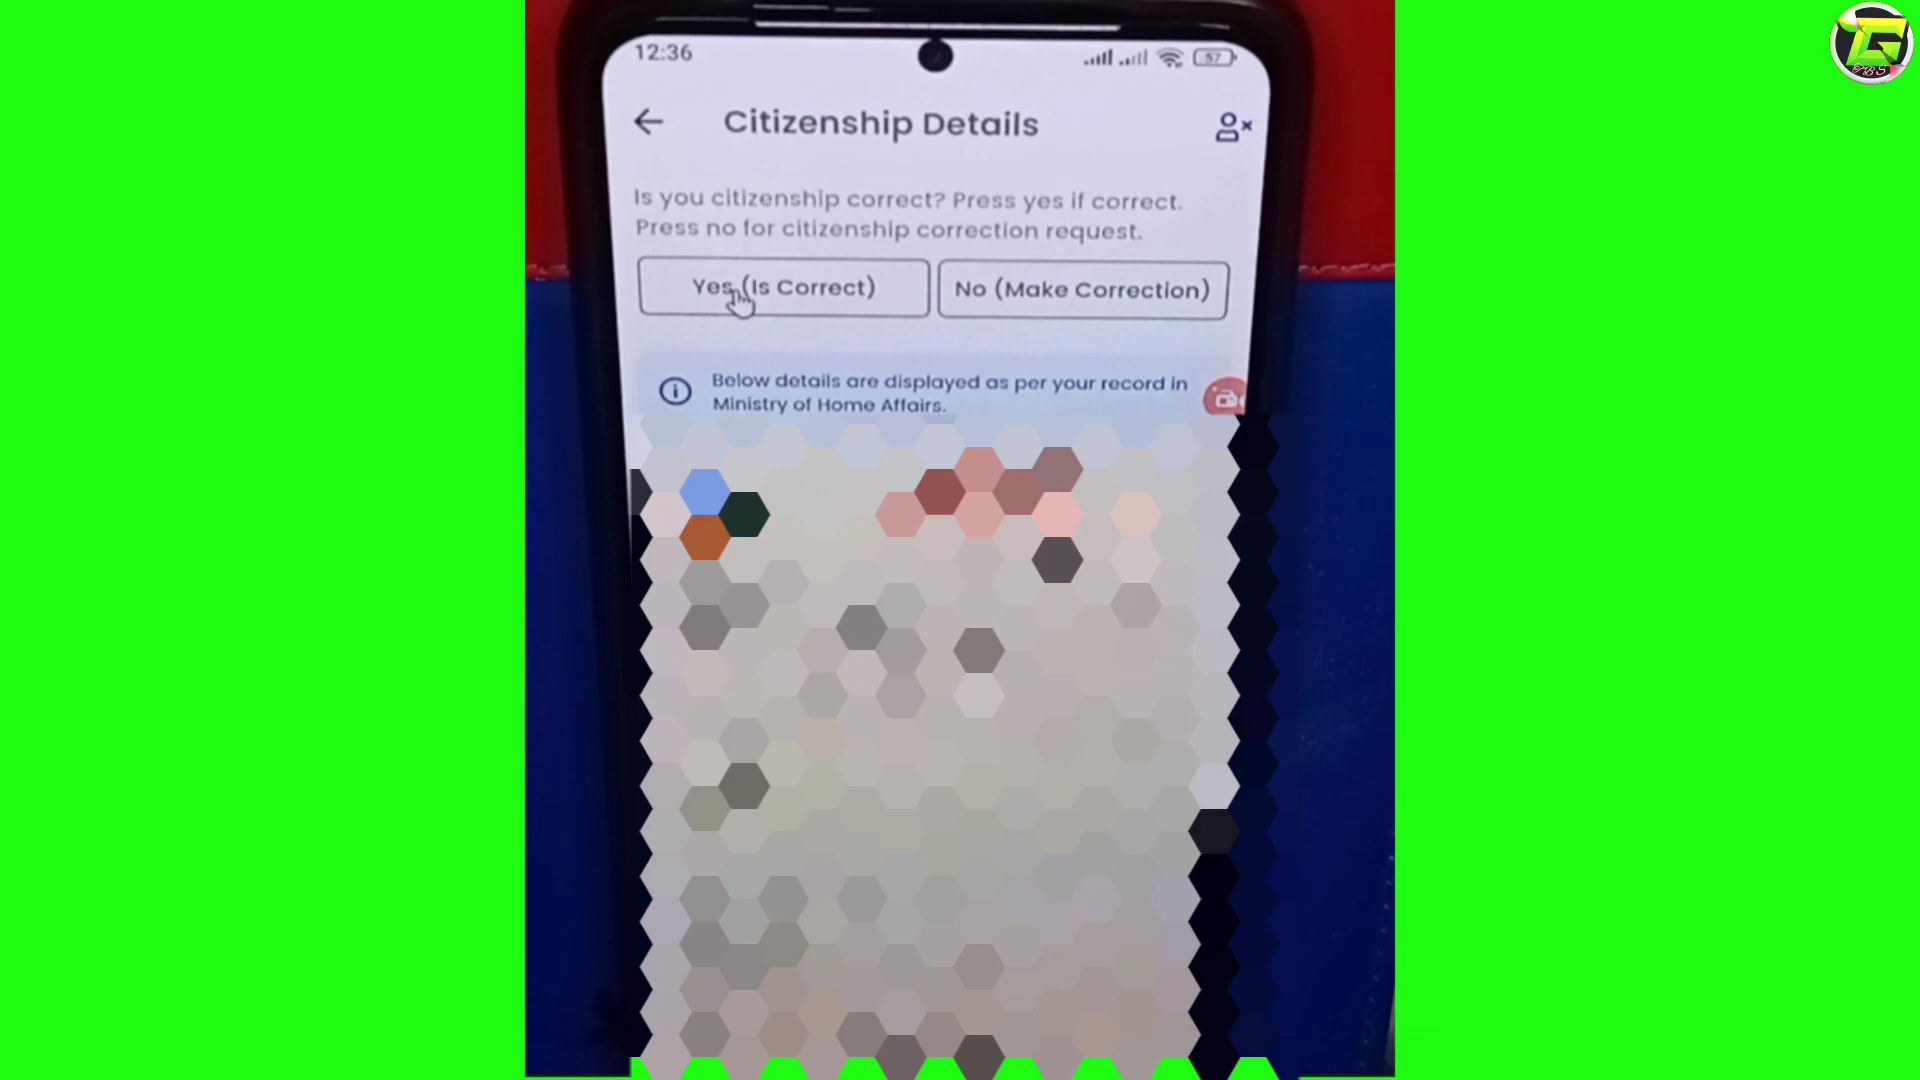 12:36
57
Citizenship Details
Is you citizenship correct? Press yes if correct.
Press no for citizenship correction request.
Yes (Is Correct)
No (Make Correction)
Below details are displayed as per your record in
Ministry of Home Affairs.
G